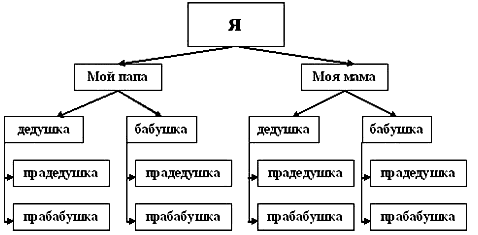 Я
Мой папа
Моя мама
дедушка
бабушка
дедушка
бабушка
прадедушка
прадедушка
прадедушка
прадедушка
прабабушка
прабабушка
прабабушка
прабабушка